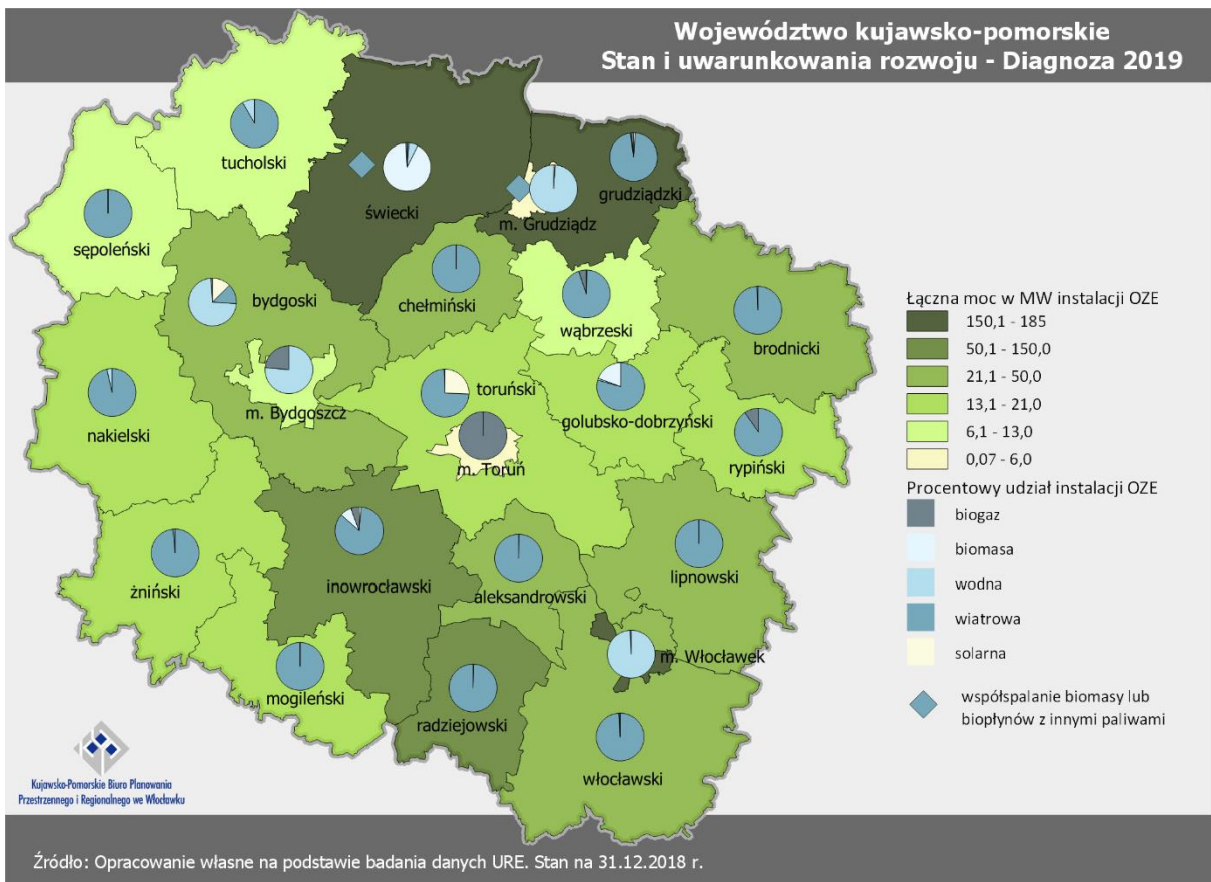 Województwo kujawsko-pomorskie
Stan i uwarunkowania rozwoju - Diagnoza 2019
tucholski
świecki
grudziądzki
m. Grudziądz
sępoleński
bydgoski
chełmiński
wąbrzeski
brodnicki
m. Bydgoszcz
toruński
golubsko-dobrzyński
nakielski
m. Toruń
rypiński
żniński
inowrocławski
aleksandrowski
lipnowski
m. Włocławek
mogileński
radziejowski
włocławski
Łączna moc w MW instalacji OZE
150,1 - 185
50,1 - 150,0
21,1 - 50,0
13,1 - 21,0
6,1 - 13,0
0,07 - 6,0
Procentowy udział instalacji OZE
biogaz
biomasa
wodna
wiatrowa
solarna
współspalanie biomasy lub
biopłynów z innymi paliwami
Kujawsko-Pomorskie Biuro Planowania
Przestrzennego i Regionalnego we Włocławku
Źródło: Opracowanie własne na podstawie badania danych URE. Stan na 31.12.2018 r.